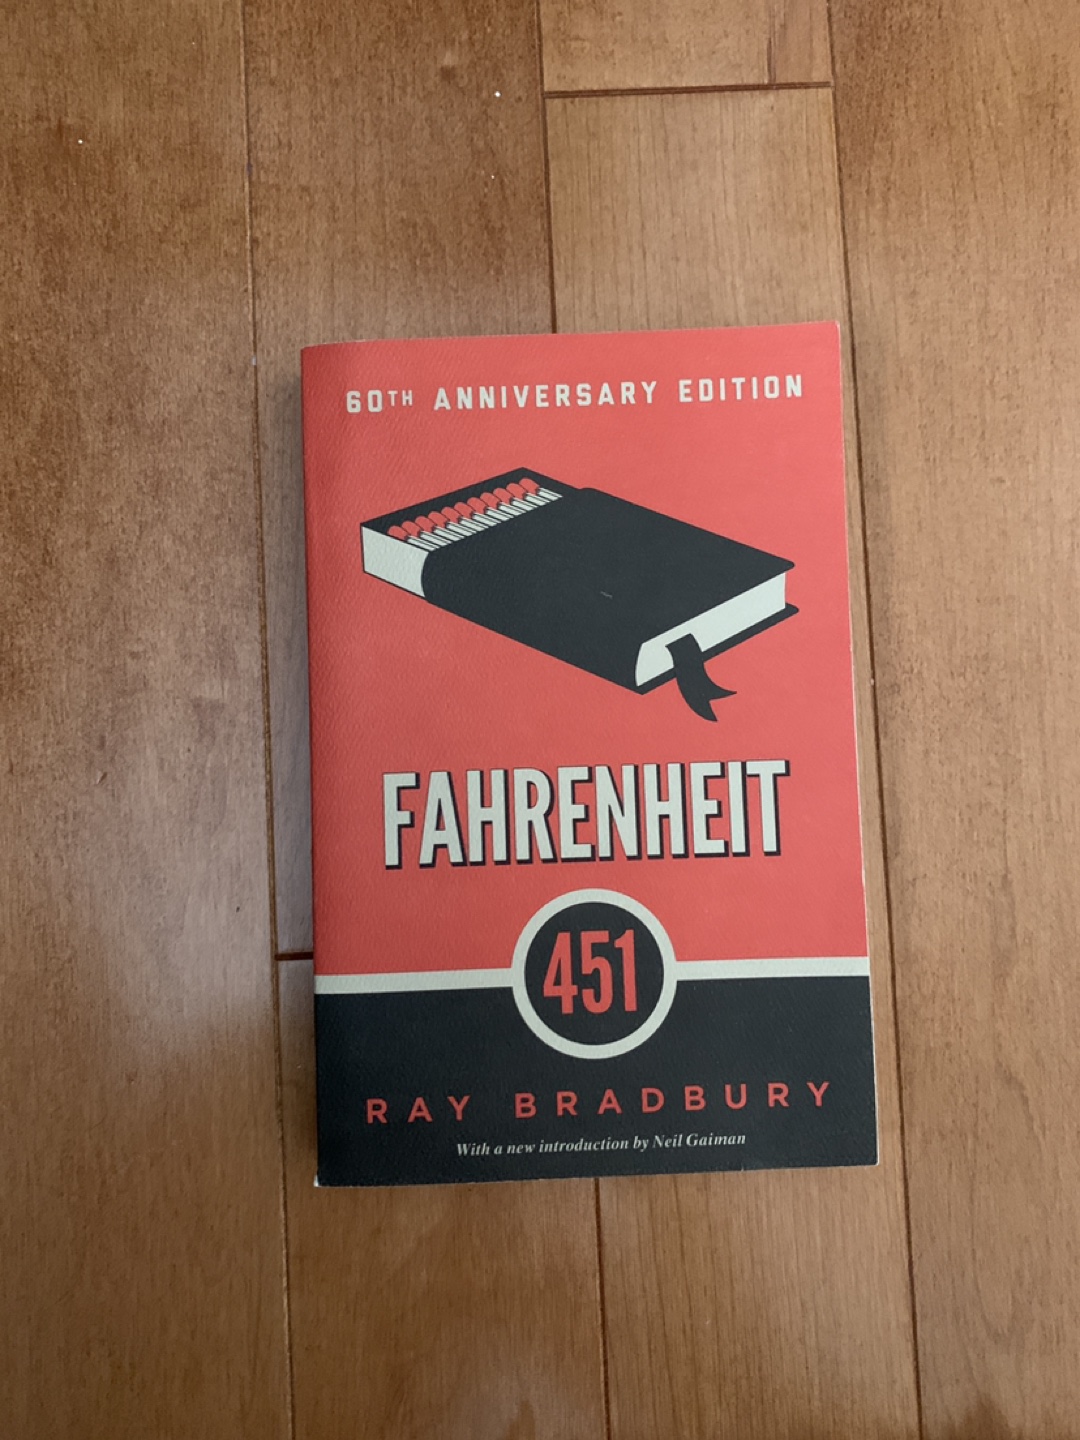 60TH ANNIVERSARY EDITION
FAHRENHEIT
451
RAY BRADBURY
With a new introduction by Neil Gaiman